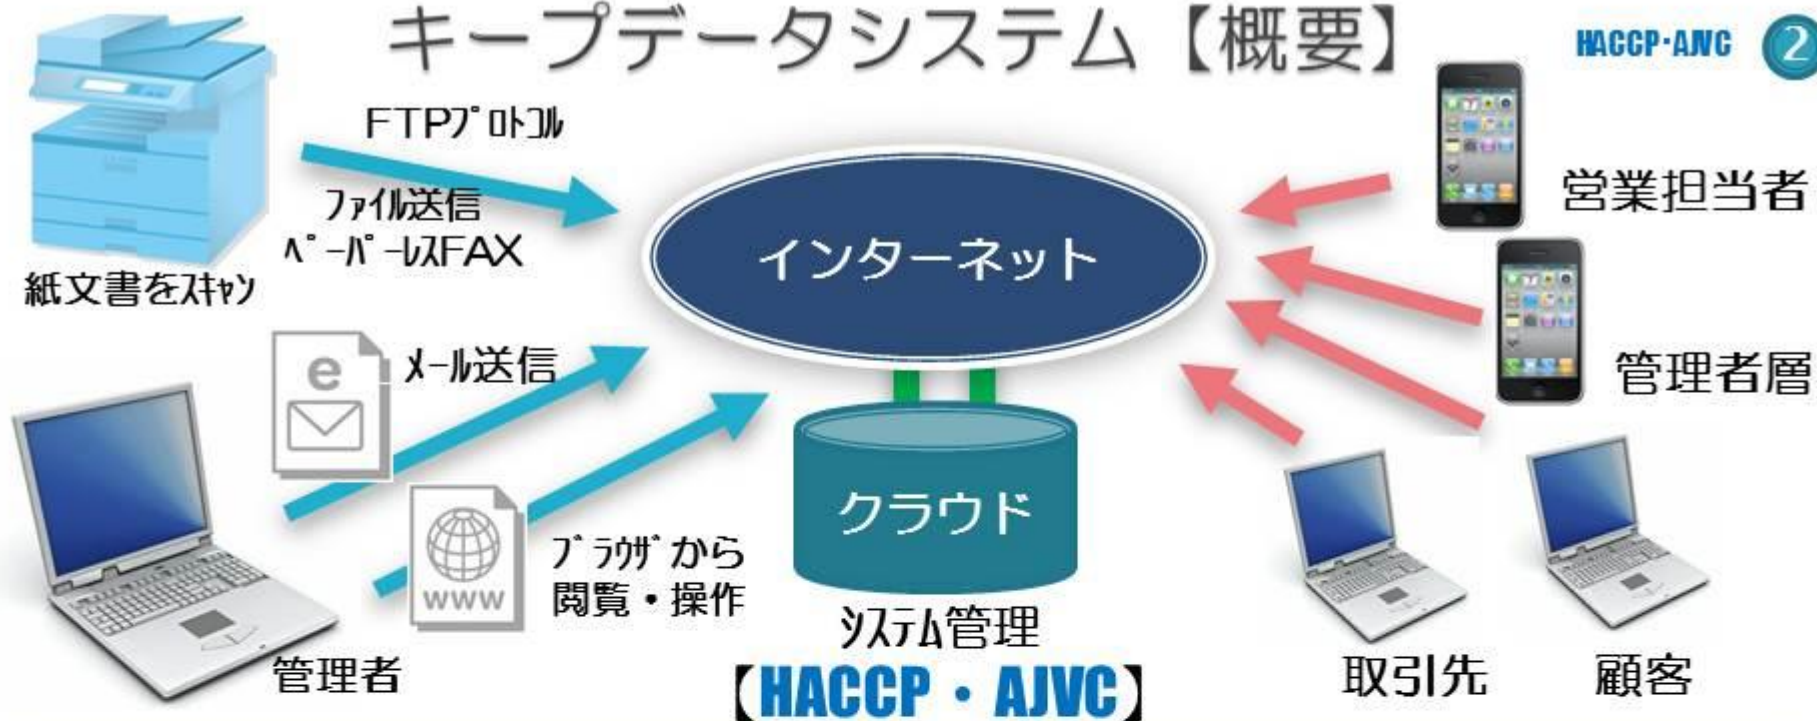 キープデータシステム【概要】
HACCP・AJVC
2
FTPﾌﾟﾛﾄｺﾙ
ﾌｧｲﾙ送信
ﾍﾟｰﾊﾟｰﾚｽFAX
紙文書をｽｷｬﾝ
インターネット
営業担当者
管理者層
e
ﾒｰﾙ送信
www
ﾌﾞﾗｳｻﾞから
閲覧・操作
管理者
クラウド
ｼｽﾃﾑ管理
【HACCP・AJVC】
取引先
顧客